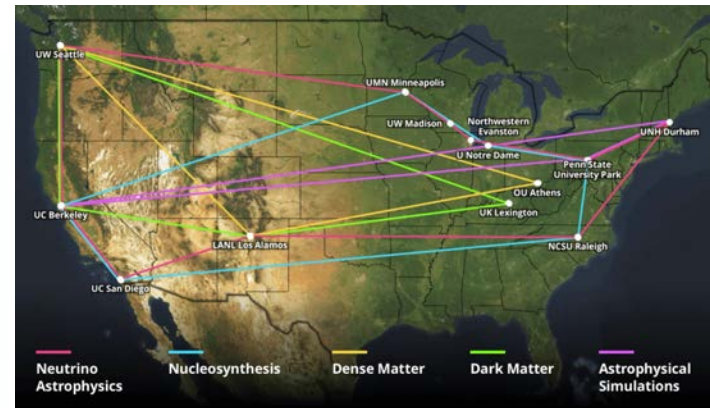 UW Seattle
UMN Minneapolis
UW Madison
Northwestern
Evanston
U Notre Dame
UNH Durham
Penn State
University Park
OU Athens
UK Lexington
UC Berkeley
LANL Los Alamos
NCSU Raleigh
UC San Diego
Neutrino
Astrophysics
Nucleosynthesis
Dense Matter
Dark Matter
Astrophysical
Simulations